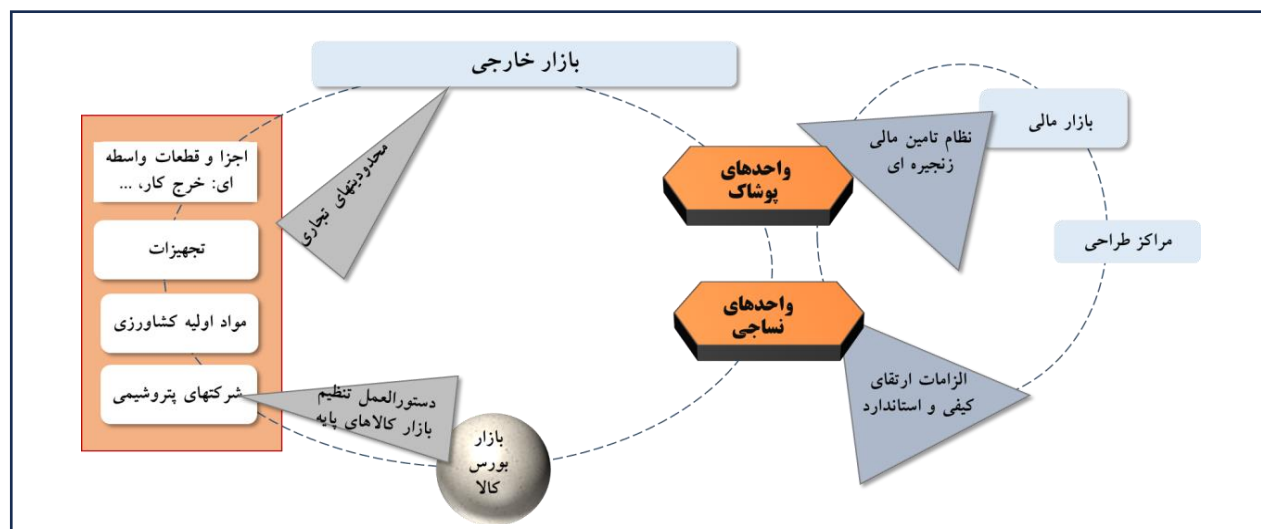 بازار خارجی
بازار مالی
نظام تامین مالی
زنجیره ای
واحدهای
پوشاک
محدودیتهای تجاری
اجزا و قطعات واسطه
ای: خرج کار، ...
تجهیزات
مراکز طراحی
مواد اولیه کشاورزی
واحدهای
نساجی
شرکتهای پتروشیمی
دستورالعمل تنظیم
بازار کالاهای پایه
الزامات ارتقای
کیفی و استاندارد
بازار
بورس
کالا